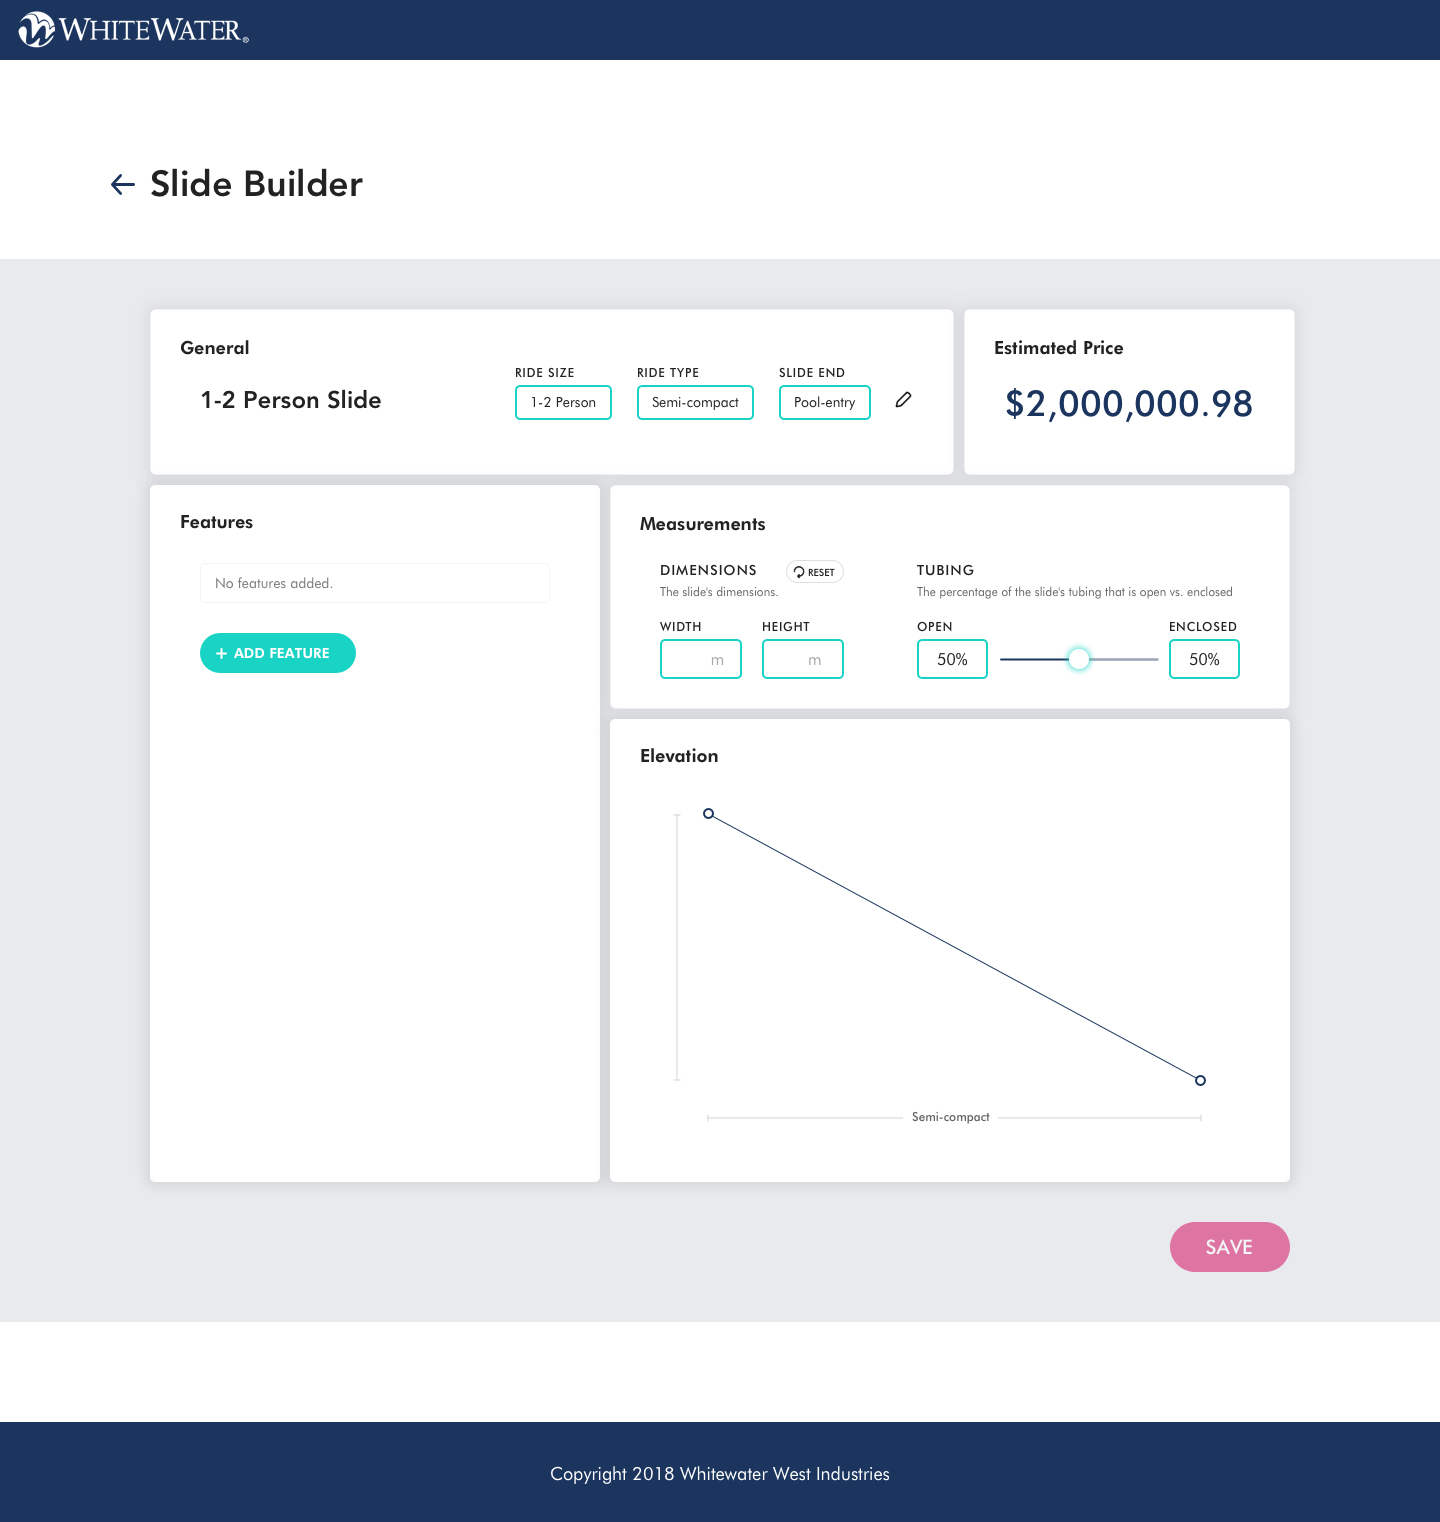 WHITEWATER®
Slide Builder
General
1-2 Person Slide
RIDE SIZE
1-2 Person
RIDE TYPE
Semi-compact
SLIDE END
Pool-entry
Estimated Price
$2,000,000.98
Features
No features added.
+ ADD FEATURE
Measurements
DIMENSIONS
RESET
The slide's dimensions.
WIDTH
m
HEIGHT
m
TUBING
The percentage of the slide's tubing that is open vs. enclosed
OPEN
50%
ENCLOSED
50%
Elevation
Semi-compact
SAVE
Copyright 2018 Whitewater West Industries